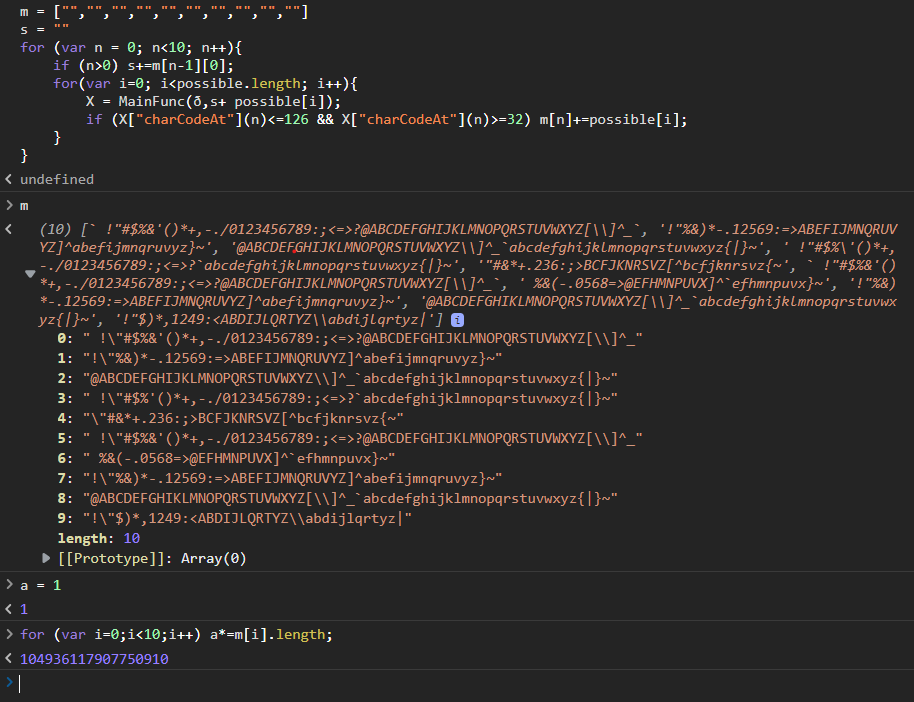 m = ["","","","","","","","","",""]
s = ""
for (var n = 0; n<10; n++){
if (n>0) s+=m[n-1][0];
for(var i=0; i<possible.length; i++){
X = MainFunc(ð,s+ possible[i]);
if (X["charCodeAt"](n)<=126 && X["charCodeAt"](n)>=32) m[n]+=possible[i];
}
}
undefined
m
(10) [` !"#$%&'()*+,-./0123456789:;<=>?@ABCDEFGHIJKLMNOPQRSTUVWXYZ[\\]^_`, '!"%&)*-.12569:=>ABEFIJMNQRUV
YZ]^abefijmnqruvyz}~', '@ABCDEFGHIJKLMNOPQRSTUVWXYZ\\]^_`abcdefghijklmnopqrstuvwxyz{|}~', ' !"#$%\'()*+,
-./0123456789:;<=>?`abcdefghijklmnopqrstuvwxyz{|}~', '"#&*+.236:;>BCFJKNRSVZ[^bcfjknrsvz{~', ` !"#$%&'()
*+,-./0123456789:;<=>?@ABCDEFGHIJKLMNOPQRSTUVWXYZ[\\]^_`, ' %&(-.0568=>@EFHMNPUVX]^`efhmnpuvx}~', '!"%&)
*-.12569:=>ABEFIJMNQRUVYZ]^abefijmnqruvyz}~', '@ABCDEFGHIKLMNOPQRSTUVWXYZ[\\]^_`abcdefghijklmnopqrstuvwx
yz{|}~', '!"$)*,1249:<ABDIJLQRTYZ\\abdijlqrtyz|'] i
0: " !\"#$%&'()*+,-./0123456789:;<=>?@ABCDEFGHIJKLMNOPQRSTUVWXYZ[\\]^_"
1: "!\"%&)*-.12569:=>ABEFIJMNQRUVYZ]^abefijmnqruvyz}~"
2: "@ABCDEFGHIJKLMNOPQRSTUVWXYZ\\]^_`abcdefghijklmnopqrstuvwxyz{|}~"
3: " !\"#$%'()*+,-./0123456789:;<=>?`abcdefghijklmnopqrstuvwxyz{|}~"
4: "\"#&*+.236:;>BCFJKNRSVZ[^bcfjknrsvz{~"
5: " !\"#$%&'()*+,-./0123456789:;<=>?@ABCDEFGHIJKLMNOPQRSTUVWXYZ[\\]^_"
6: " %&(-.0568=>@EFHMNPUVX]^`efhmnpuvx}~"
7: "!\"%&)*-.12569:=>ABEFIJMNQRUVYZ]^abefijmnqruvyz}~"
8: "@ABCDEFGHIKLMNOPQRSTUVWXYZ[\\]^_`abcdefghijklmnopqrstuvwxyz{|}~"
9: "!\"$)*,1249:<ABDIJLQRTYZ\\abdijlqrtyz|"
length: 10
[[Prototype]]: Array(0)
a = 1
1
for (var i=0;i<10;i++) a*=m[i].length;
104936117907750910